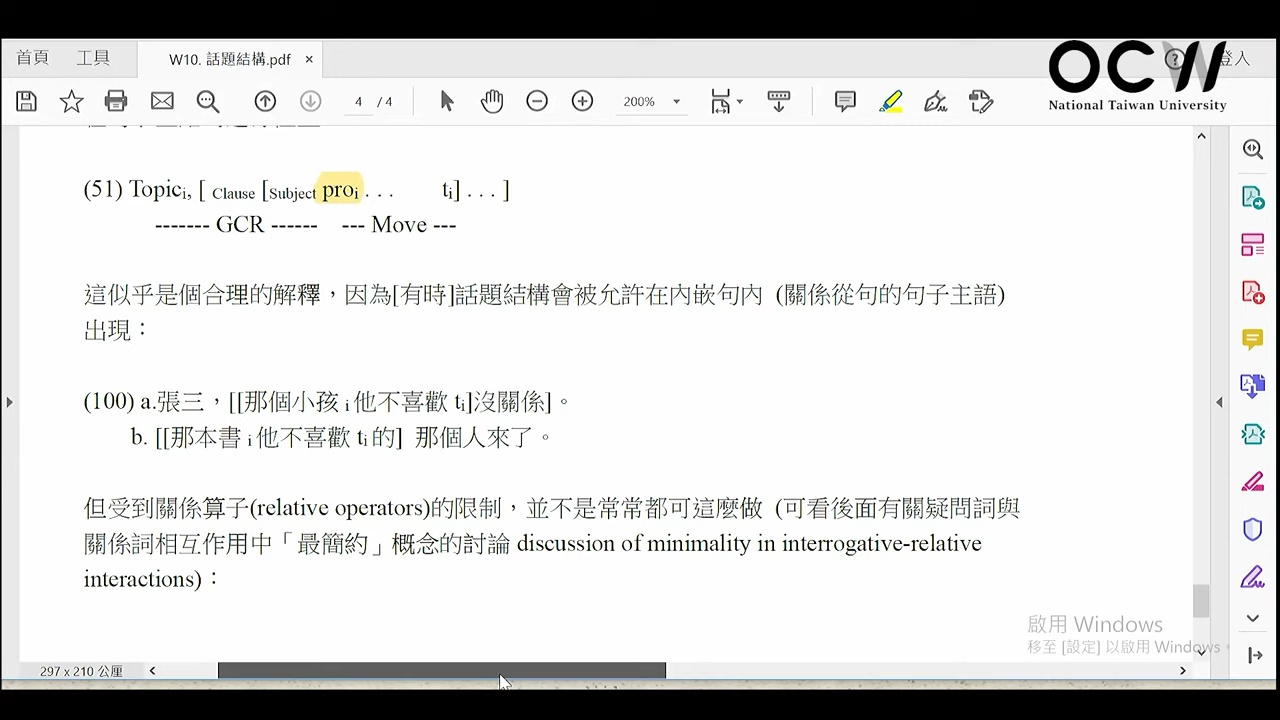 首頁 工具 W10. 話題結構.pdf × ? 登入
OCW
National Taiwan University
4 / 4 200%
(51) Topici, [ Clause [Subject proi . . . ti] . . . ]
------- GCR ------ --- Move ---
這似乎是個合理的解釋，因為[有時]話題結構會被允許在內嵌句內 (關係從句的句子主語)
出現：
(100) a.張三，[[那個小孩 i 他不喜歡 ti]沒關係]。
b. [[那本書 i 他不喜歡 ti 的] 那個人來了。
但受到關係算子(relative operators)的限制，並不是常常都可這麼做 (可看後面有關疑問詞與
關係詞相互作用中「最簡約」概念的討論 discussion of minimality in interrogative-relative
interactions)：
啟用 Windows
移至 [設定] 以啟用 Windows。
297 x 210 公厘